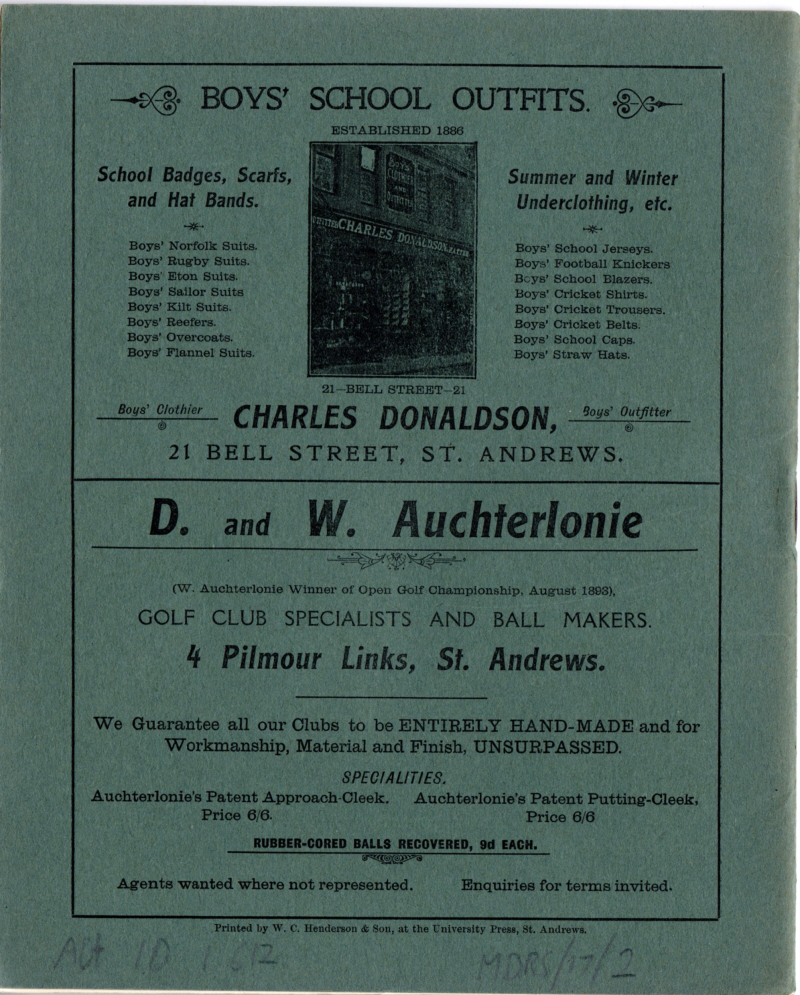 BOYS' SCHOOL OUTFITS.
ESTABLISHED 1886
School Badges, Scarfs,
and Hat Bands.
Boys' Norfolk Suits.
Boys' Rugby Suits.
Boys' Eton Suits.
Boys' Sailor Suits
Boys' Kilt Suits.
Boys' Reefers.
Boys' Overcoats.
Boys' Flannel Suits.
CHARLES DONALDSON
Summer and Winter
Underclothing, etc.
Boys' School Jerseys.
Boys' Football Knickers
Boys' School Blazers.
Boys' Cricket Shirts.
Boys' Cricket Trousers.
Boys' Cricket Belts.
Boys' School Caps.
Boys' Straw Hats.
21—BELL STREET—21
Boys' Clothier CHARLES DONALDSON, Boys' Outfitter
21 BELL STREET, ST. ANDREWS.
D. and W. Auchterlonie
(W. Auchterlonie Winner of Open Golf Championship, August 1893),
GOLF CLUB SPECIALISTS AND BALL MAKERS.
4 Pilmour Links, St. Andrews.
We Guarantee all our Clubs to be ENTIRELY HAND-MADE and for
Workmanship, Material and Finish, UNSURPASSED.
SPECIALITIES.
Auchterlonie's Patent Approach-Cleek, Auchterlonie's Patent Putting-Cleek,
Price 6/6. Price 6/6
RUBBER-CORED BALLS RECOVERED, 9d EACH.
Agents wanted where not represented. Enquiries for terms invited.
Printed by W. C. Henderson & Son, at the University Press, St. Andrews.